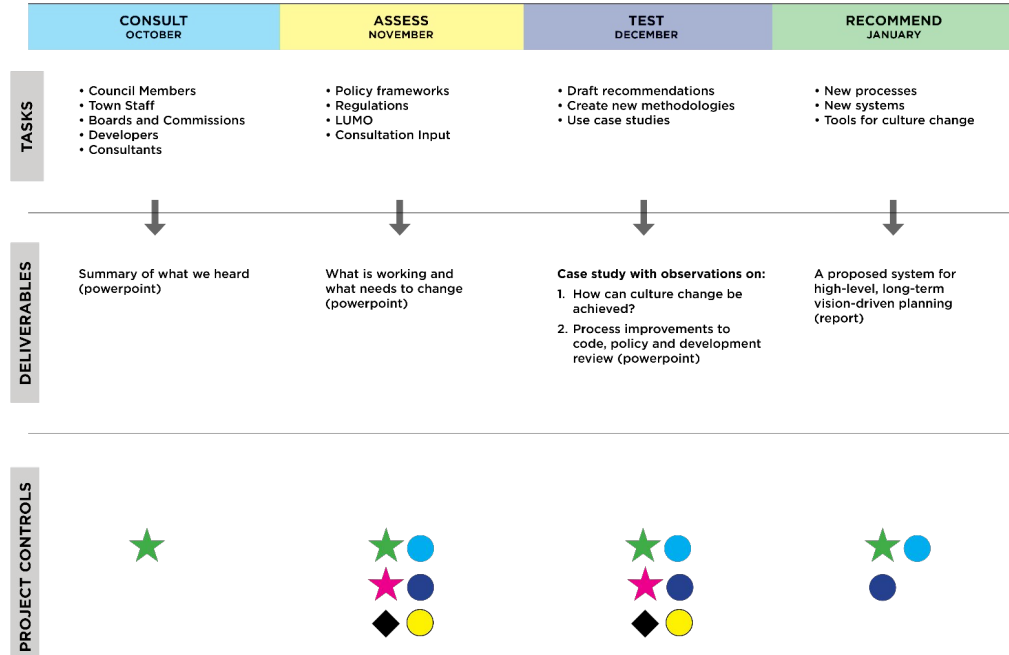 CONSULT
OCTOBER
ASSESS
NOVEMBER
TEST
DECEMBER
RECOMMEND
JANUARY
TASKS
• Council Members
• Town Staff
• Boards and Commissions
• Developers
• Consultants
• Policy frameworks
• Regulations
• LUMO
• Consultation Input
• Draft recommendations
• Create new methodologies
• Use case studies
• New processes
• New systems
• Tools for culture change
DELIVERABLES
Summary of what we heard
(powerpoint)
What is working and
what needs to change
(powerpoint)
Case study with observations on:
1. How can culture change be
achieved?
2. Process improvements to
code, policy and development
review (powerpoint)
A proposed system for
high-level, long-term
vision-driven planning
(report)
PROJECT CONTROLS